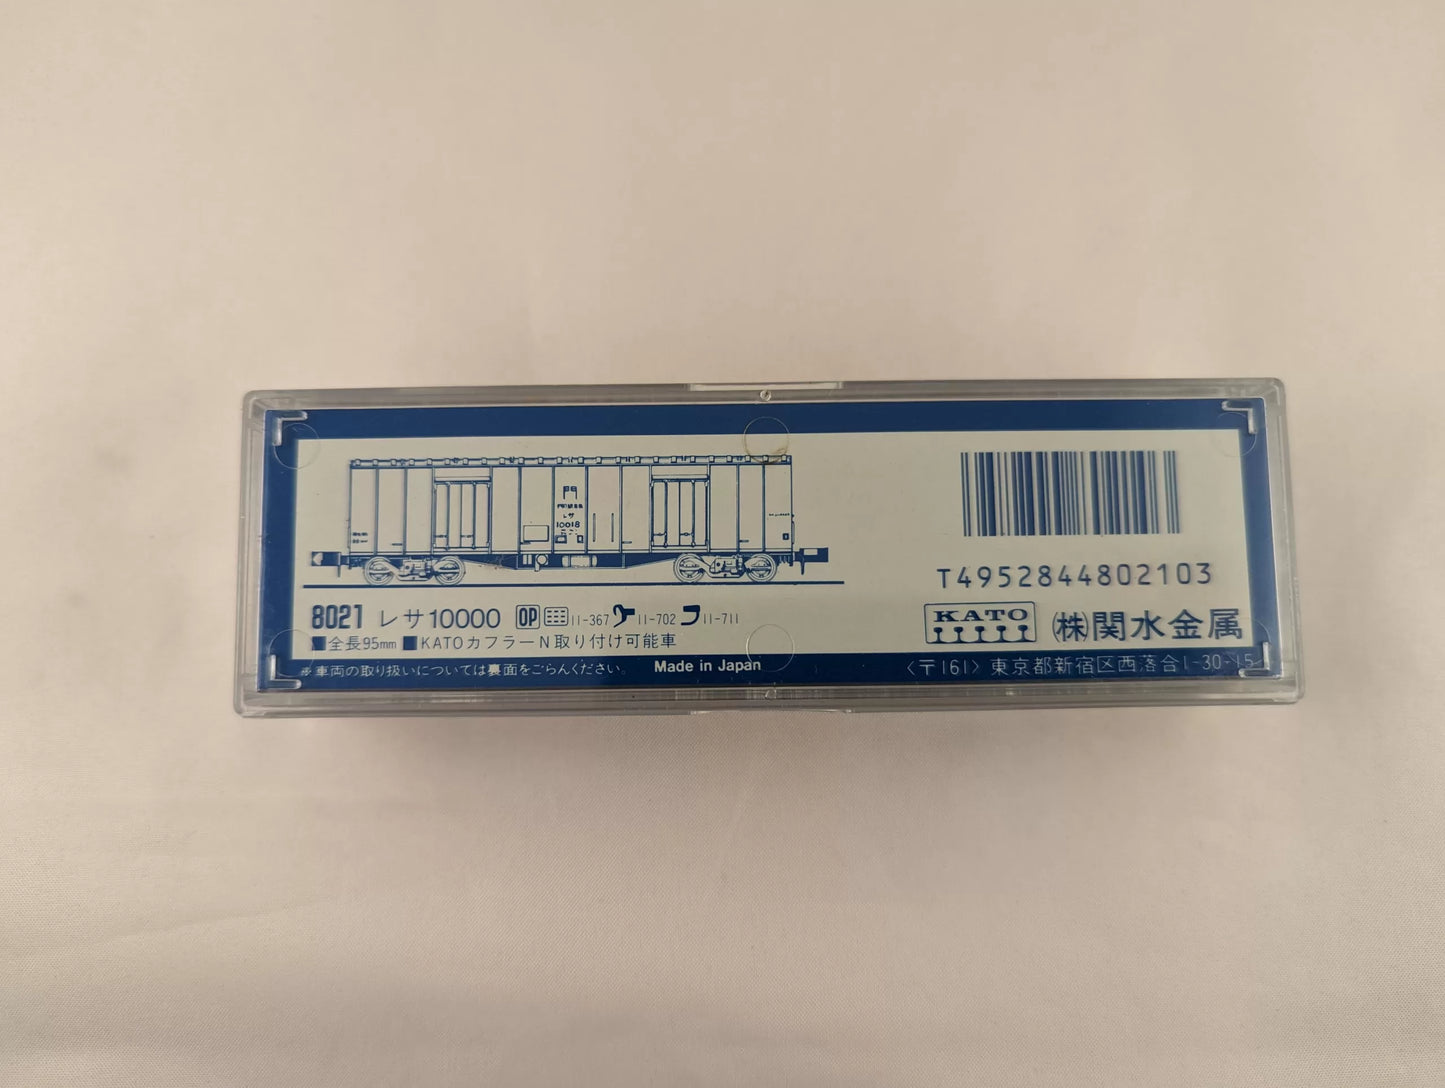 レサ
10018
T4952844802103
8021 レサ10000 OP 11-367 11-702 11-711
KATO (株)関水金属
■全長95mm ■KATOカプラーN取り付け可能車
※車両の取り扱いについては裏面をごらんください。 Made in Japan 〈〒161〉東京都新宿区西落合1-30-15